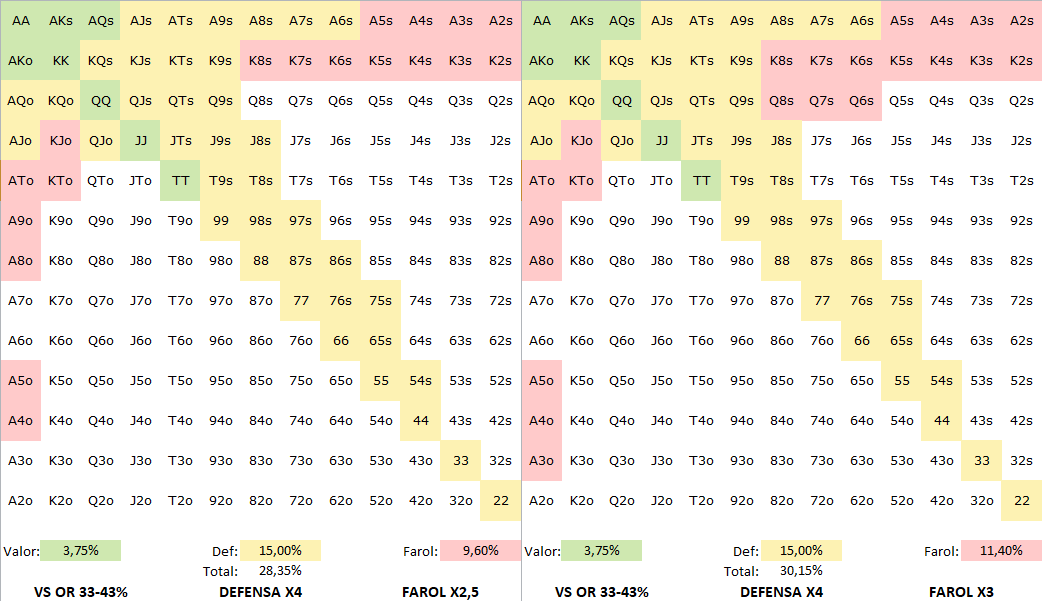 AA AKs AQs AJs ATs A9s A8s A7s A6s A5s A4s A3s A2s AA AKs AQs AJs ATs A9s A8s A7s A6s A5s A4s A3s A2s
AKo KK KQs KJs KTs K9s K8s K7s K6s K5s K4s K3s K2s AKo KK KQs KJs KTs K9s K8s K7s K6s K5s K4s K3s K2s
AQo KQo QQ QJs QTs Q9s Q8s Q7s Q6s Q5s Q4s Q3s Q2s AQo KQo QQ QJs QTs Q9s Q8s Q7s Q6s Q5s Q4s Q3s Q2s
AJo KJo QJo JJ JTs J9s J8s J7s J6s J5s J4s J3s J2s AJo KJo QJo JJ JTs J9s J8s J7s J6s J5s J4s J3s J2s
ATo KTo QTo JTo TT T9s T8s T7s T6s T5s T4s T3s T2s ATo KTo QTo JTo TT T9s T8s T7s T6s T5s T4s T3s T2s
A9o K9o Q9o J9o T9o 99 98s 97s 96s 95s 94s 93s 92s A9o K9o Q9o J9o T9o 99 98s 97s 96s 95s 94s 93s 92s
A8o K8o Q8o J8o T8o 98o 88 87s 86s 85s 84s 83s 82s A8o K8o Q8o J8o T8o 98o 88 87s 86s 85s 84s 83s 82s
A7o K7o Q7o J7o T7o 97o 87o 77 76s 75s 74s 73s 72s A7o K7o Q7o J7o T7o 97o 87o 77 76s 75s 74s 73s 72s
A6o K6o Q6o J6o T6o 96o 86o 76o 66 65s 64s 63s 62s A6o K6o Q6o J6o T6o 96o 86o 76o 66 65s 64s 63s 62s
A5o K5o Q5o J5o T5o 95o 85o 75o 65o 55 54s 53s 52s A5o K5o Q5o J5o T5o 95o 85o 75o 65o 55 54s 53s 52s
A4o K4o Q4o J4o T4o 94o 84o 74o 64o 54o 44 43s 42s A4o K4o Q4o J4o T4o 94o 84o 74o 64o 54o 44 43s 42s
A3o K3o Q3o J3o T3o 93o 83o 73o 63o 53o 43o 33 32s A3o K3o Q3o J3o T3o 93o 83o 73o 63o 53o 43o 33 32s
A2o K2o Q2o J2o T2o 92o 82o 72o 62o 52o 42o 32o 22 A2o K2o Q2o J2o T2o 92o 82o 72o 62o 52o 42o 32o 22
Valor: 3,75% Def: 15,00% Farol: 9,60% Valor: 3,75% Def: 15,00% Farol: 11,40%
Total: 28,35% Total: 30,15%
VS OR 33-43% DEFENSA X4 FAROL X2,5 VS OR 33-43% DEFENSA X4 FAROL X3